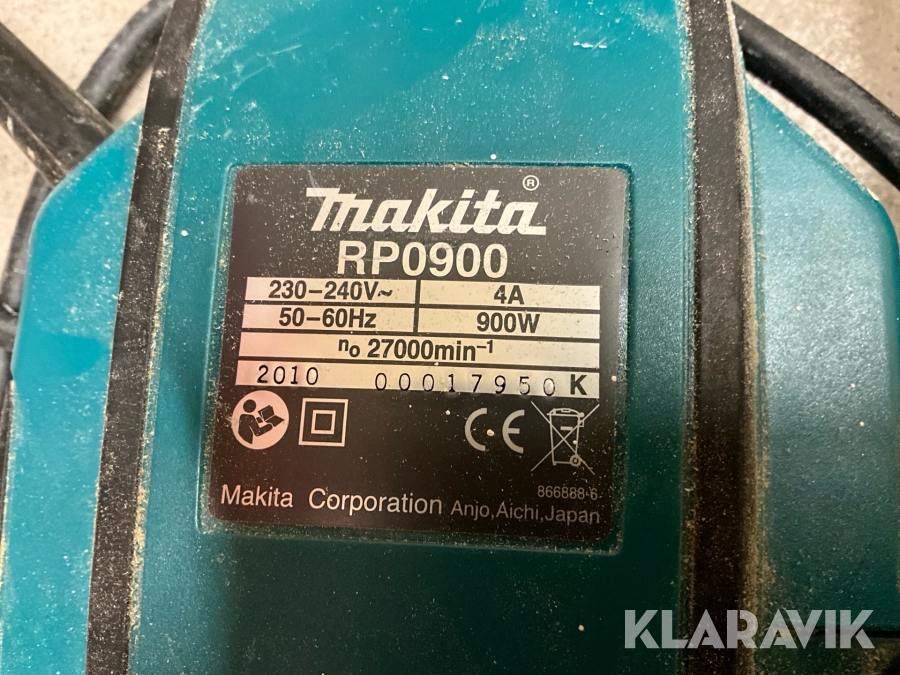 makita®
RP0900
230-240V~ 4A
50-60Hz 900W
no 27000min-1
2010 00017950 K
CE
866888-6
Makita Corporation Anjo,Aichi,Japan
KLARAVIK